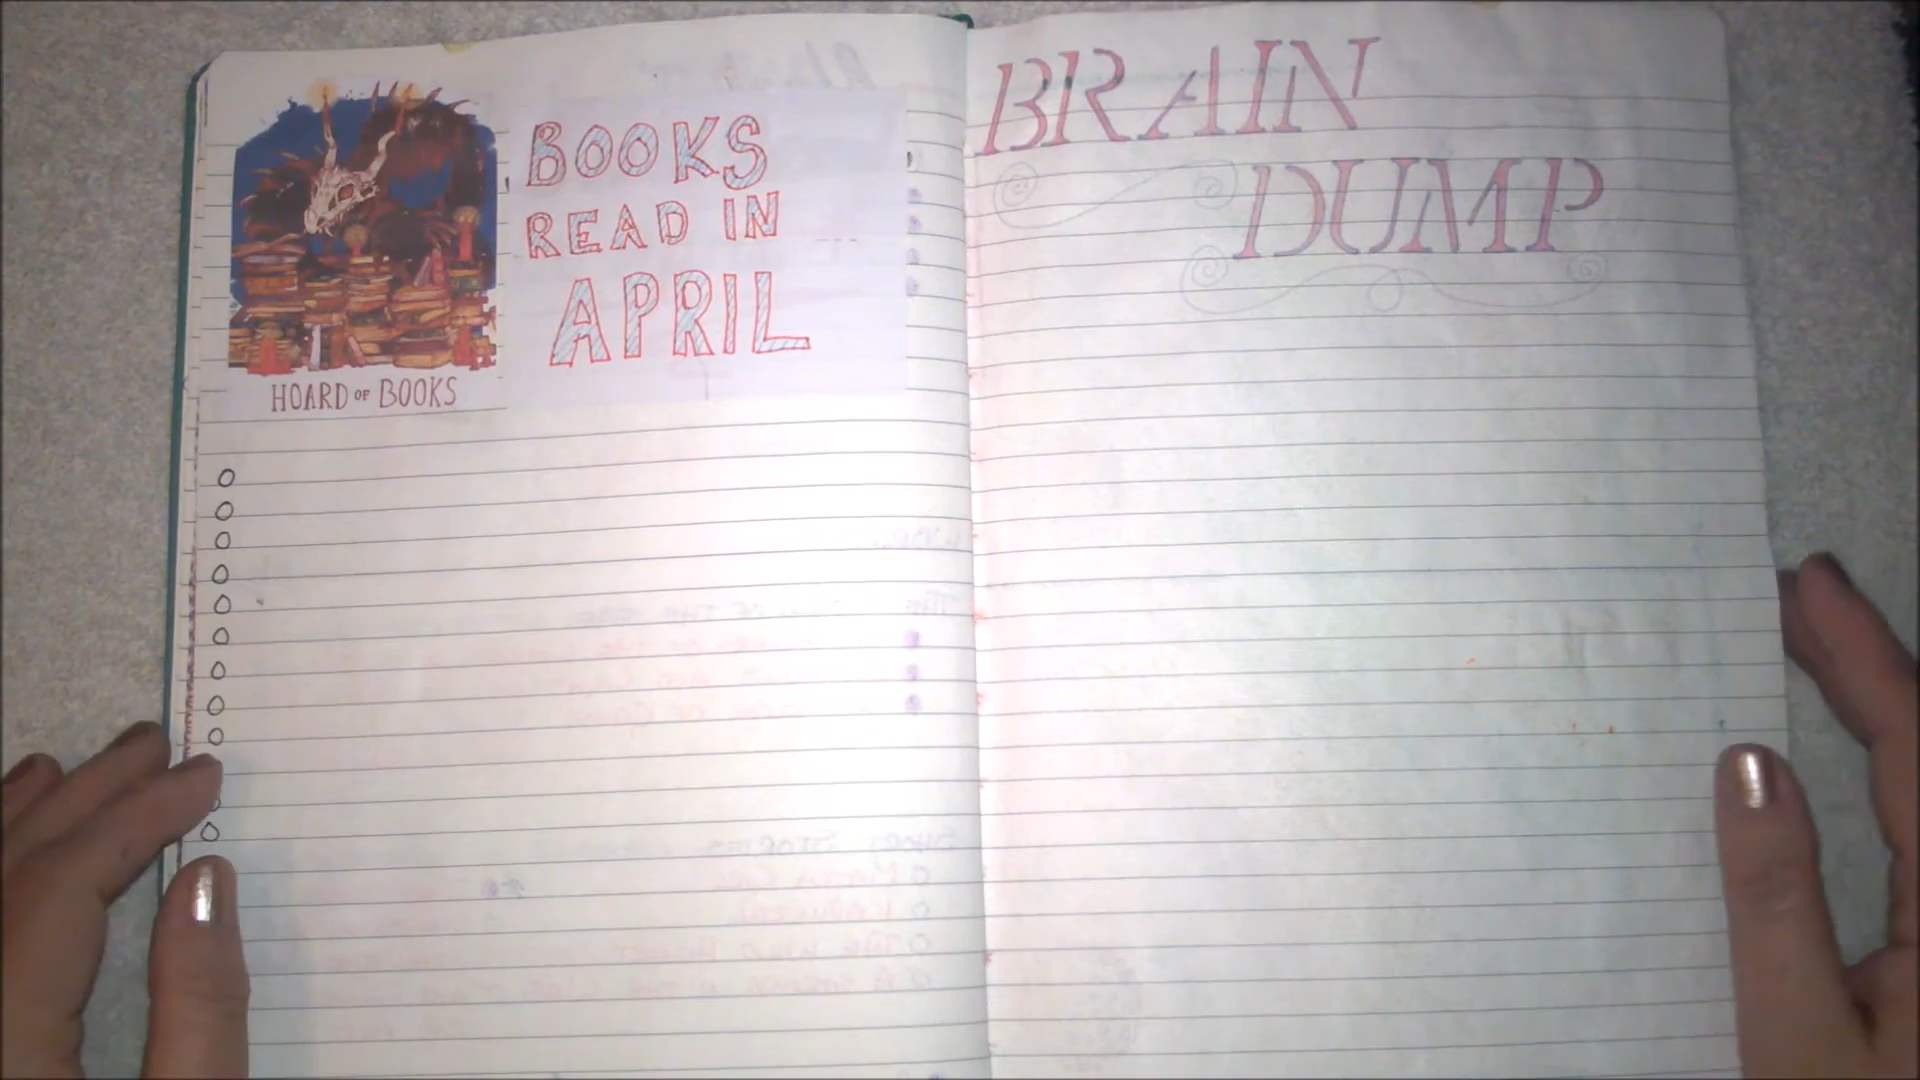 BOOKS
READ IN
APRIL
HOARD OF BOOKS
BRAIN
DUMP